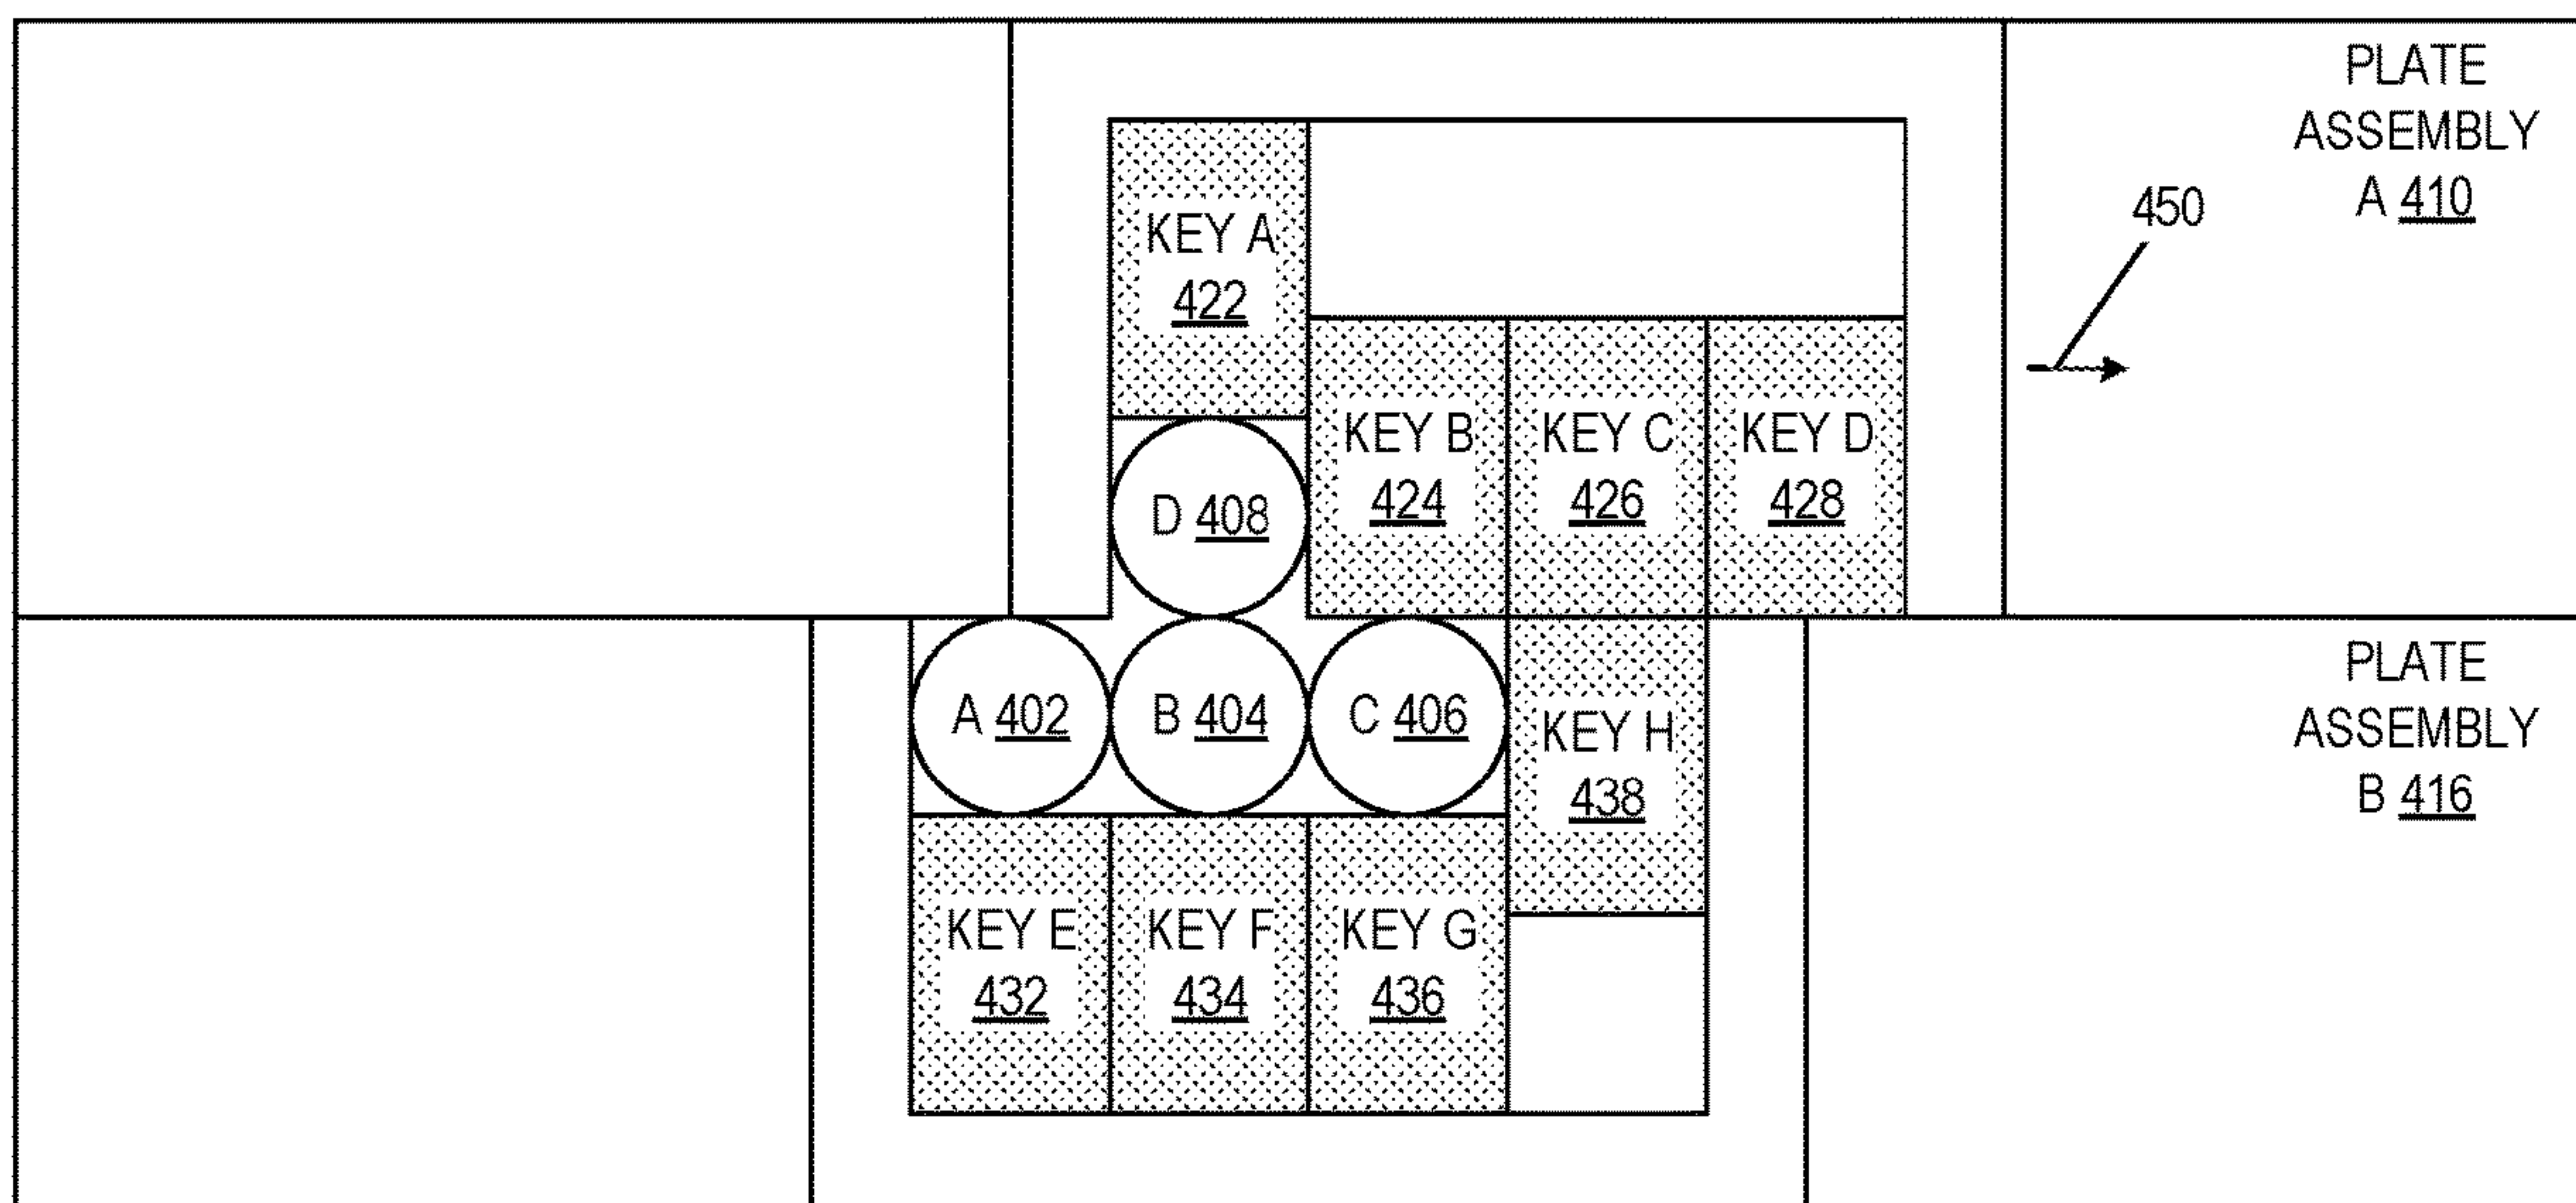 PLATE
ASSEMBLY
A 410
450
KEY A
422
KEY B
424
KEY C
426
KEY D
428
D 408
A 402
B 404
C 406
KEY H
438
PLATE
ASSEMBLY
B 416
KEY E
432
KEY F
434
KEY G
436